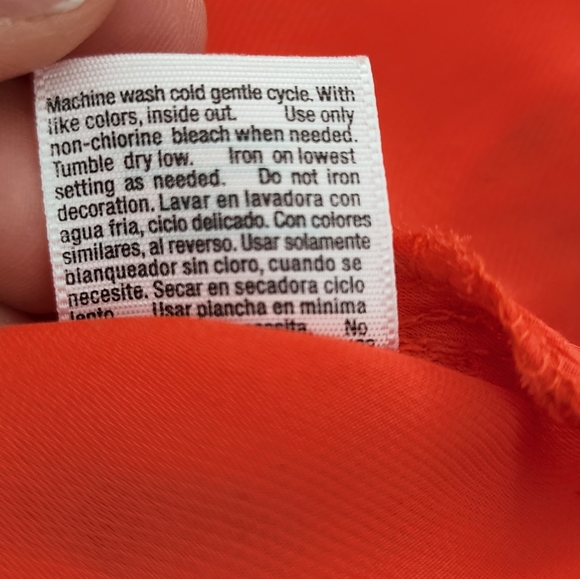 Machine wash cold gentle cycle. With
like colors, inside out. Use only
non-chlorine bleach when needed.
Tumble dry low. Iron on lowest
setting as needed. Do not iron
decoration. Lavar en lavadora con
agua fria, ciclo delicado. Con colores
similares, al reverso. Usar solamente
blanqueador sin cloro, cuando se
necesite. Secar en secadora ciclo
lento. Usar plancha en minima
No